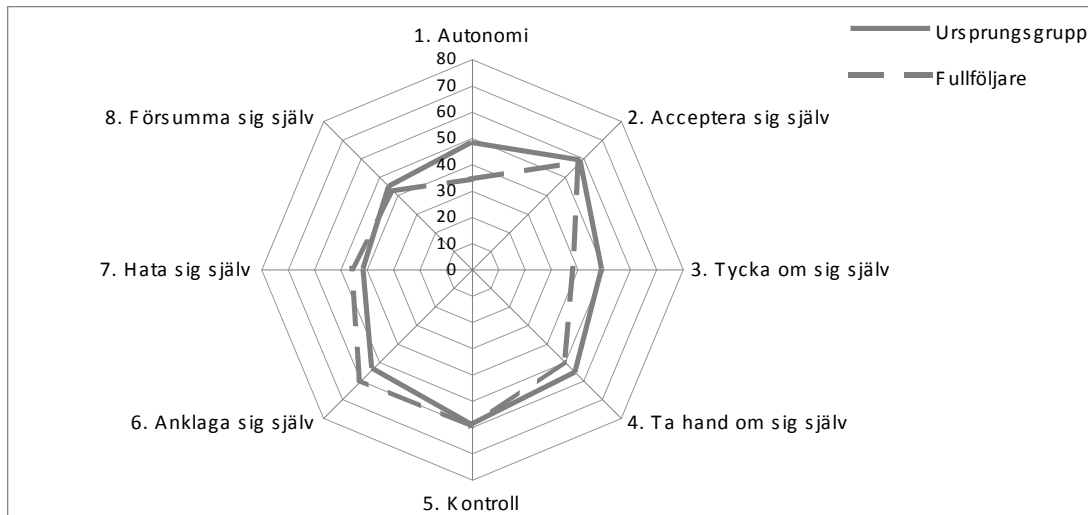 1. Autonomi
Ursprungsgrupp
Fullföljare
80
70
60
50
40
30
20
10
0
8. Försumma sig själv
2. Acceptera sig själv
7. Hata sig själv
3. Tycka om sig själv
6. Anklaga sig själv
4. Ta hand om sig själv
5. Kontroll